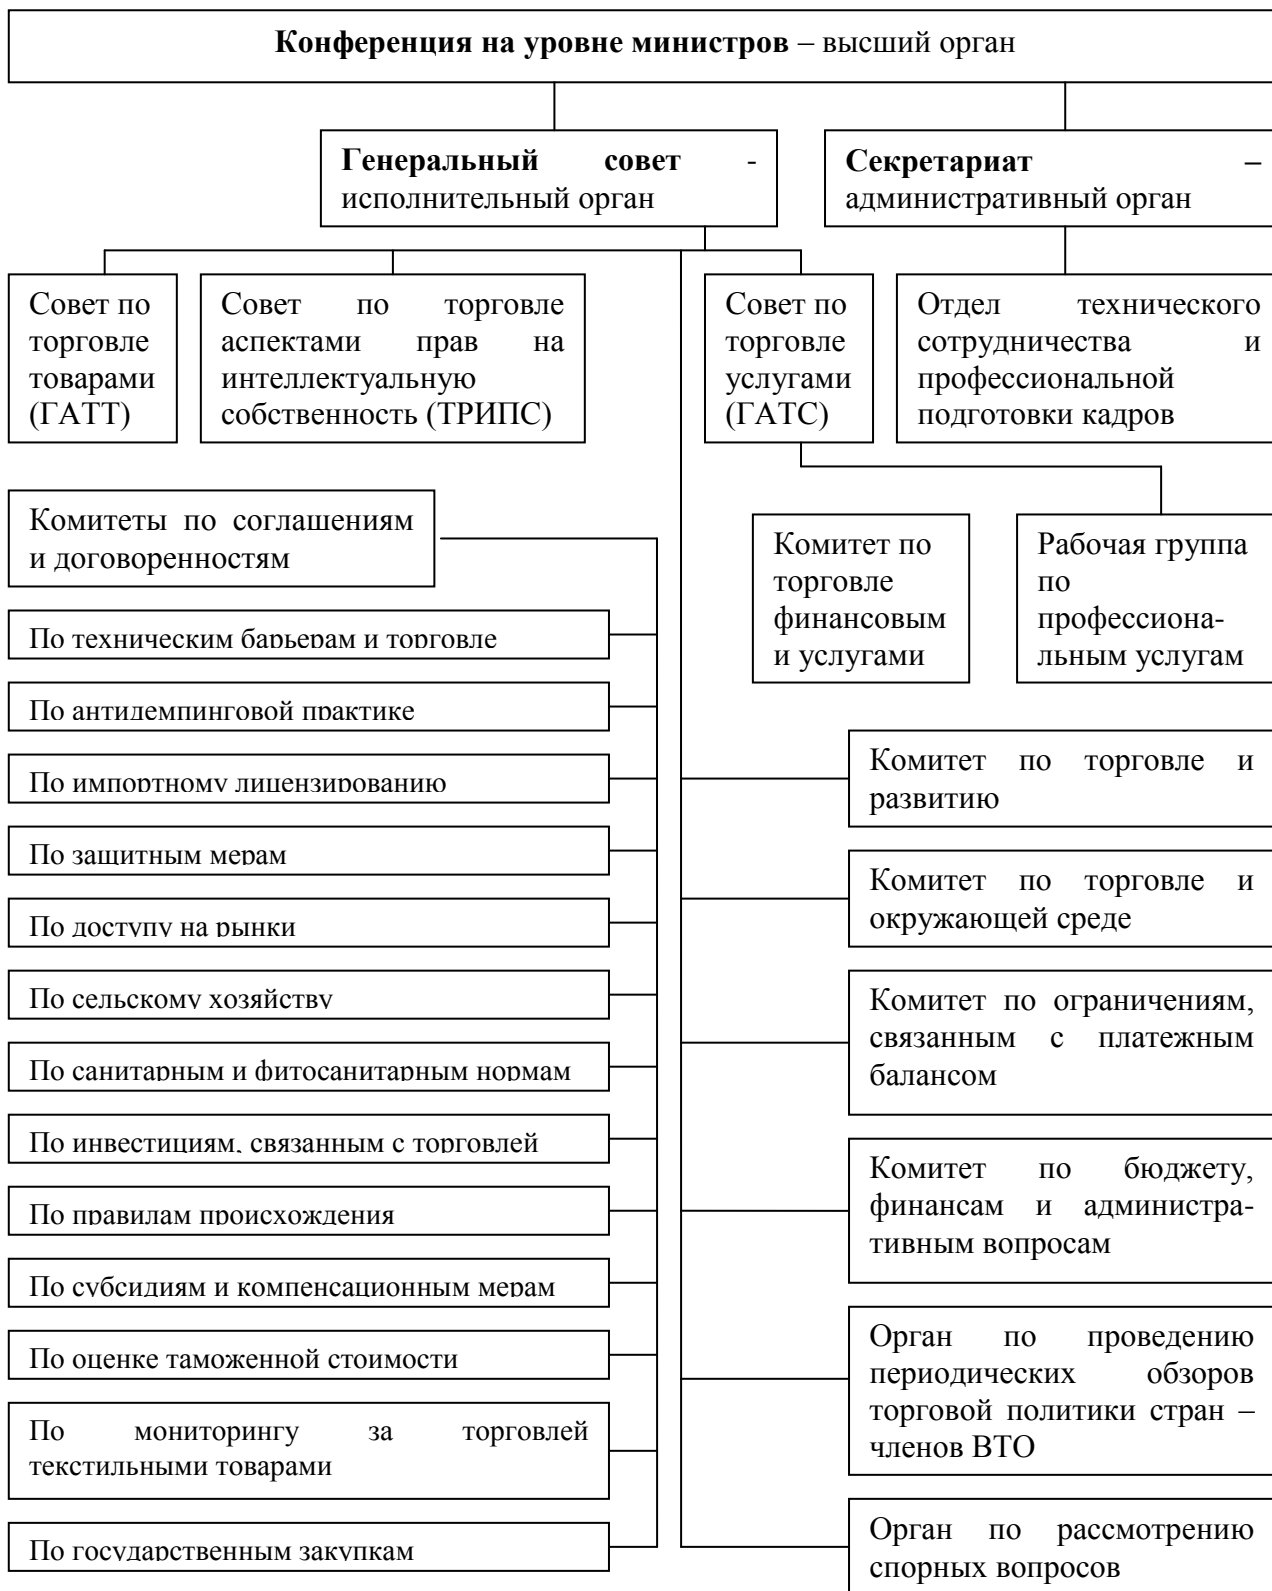 Конференция на уровне министров – высший орган
Генеральный совет -
исполнительный орган
Секретариат –
административный орган
Совет по
торговле
товарами
(ГАТТ)
Совет по торговле
аспектами прав на
интеллектуальную
собственность (ТРИПС)
Совет по
торговле
услугами
(ГАТС)
Отдел технического
сотрудничества и
профессиональной
подготовки кадров
Комитеты по соглашениям
и договоренностям
Комитет по
торговле
финансовым
и услугами
Рабочая группа
по
профессиона-
льным услугам
По техническим барьерам и торговле
По антидемпинговой практике
По импортному лицензированию
По защитным мерам
По доступу на рынки
По сельскому хозяйству
По санитарным и фитосанитарным нормам
По инвестициям, связанным с торговлей
По правилам происхождения
По субсидиям и компенсационным мерам
По оценке таможенной стоимости
По мониторингу за торговлей
текстильными товарами
По государственным закупкам
Комитет по торговле и
развитию
Комитет по торговле и
окружающей среде
Комитет по ограничениям,
связанным с платежным
балансом
Комитет по бюджету,
финансам и администра-
тивным вопросам
Орган по проведению
периодических обзоров
торговой политики стран –
членов ВТО
Орган по рассмотрению
спорных вопросов